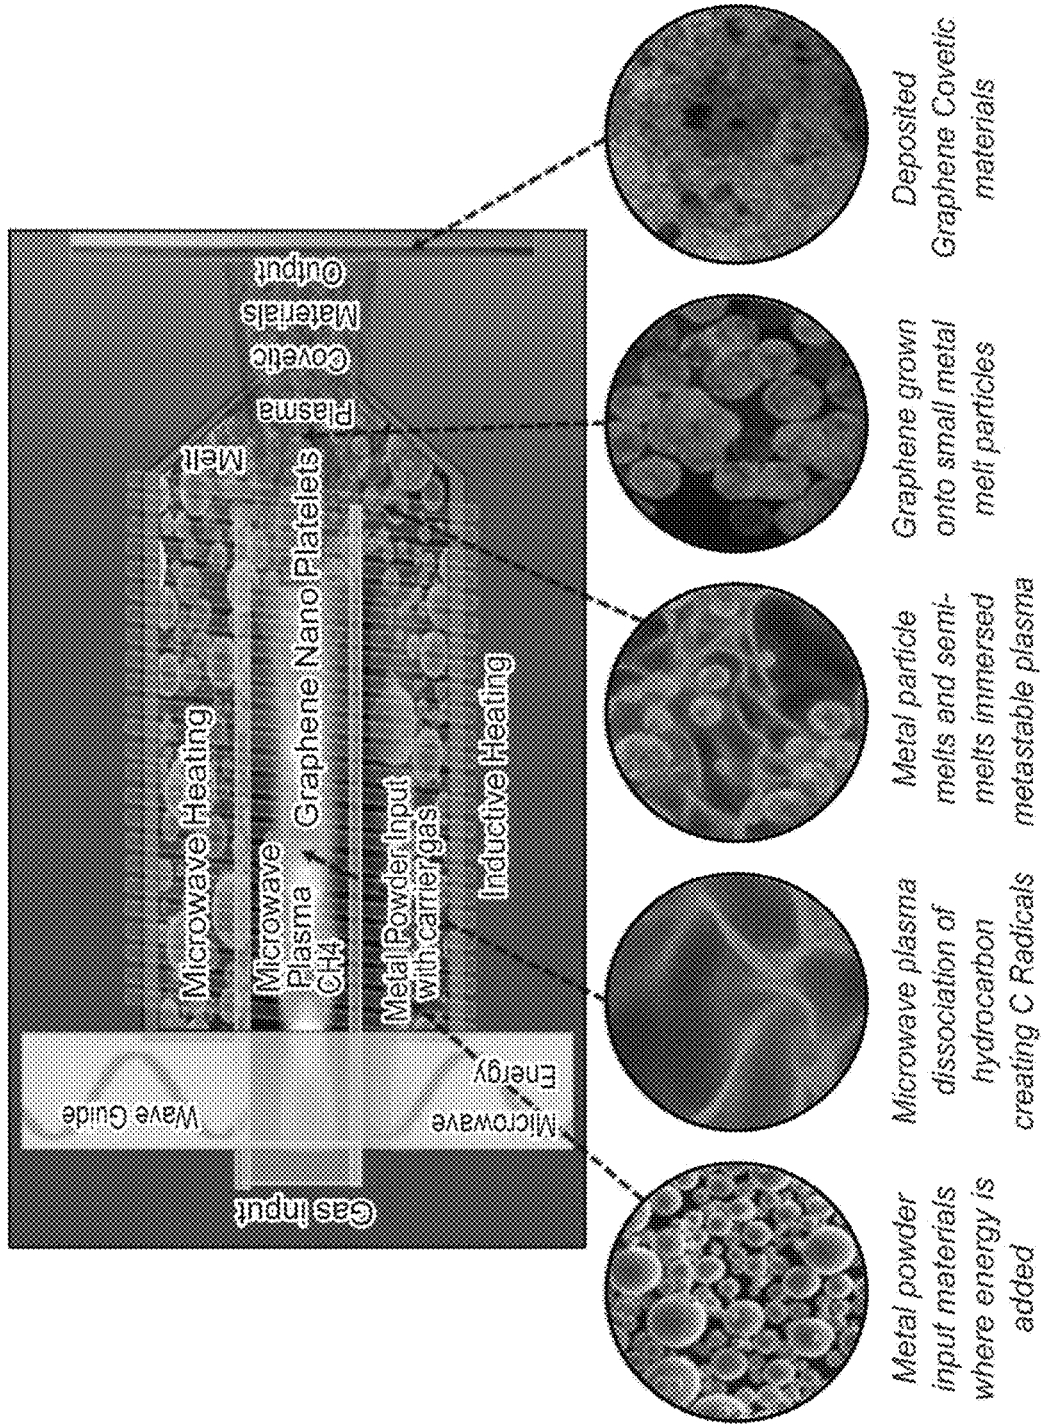 Gas Input
Wave Guide
Microwave
Energy
Microwave Heating
Microwave
Plasma
CH4
Graphene Nano Platelets
Metal Powder Input
with carrier gas
Inductive Heating
Melt
Plasma
Covetic
Materials
Output
Metal powder
input materials
where energy is
added
Microwave plasma
dissociation of
hydrocarbon
creating C Radicals
Metal particle
melts and semi-
melts immersed
metastable plasma
Graphene grown
onto small metal
melt particles
Deposited
Graphene Covetic
materials